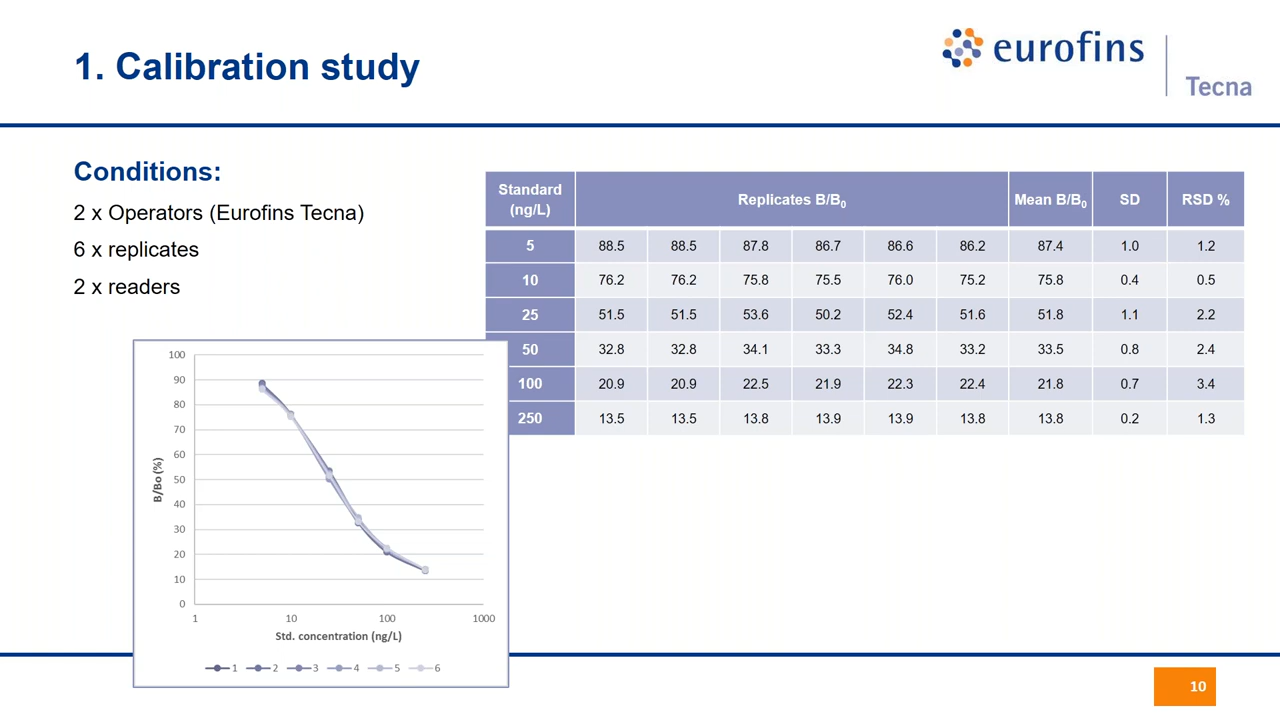 1. Calibration study
eurofins
Tecna
Conditions:
2 x Operators (Eurofins Tecna)
6 x replicates
2 x readers
Standard (ng/L) Replicates B/B0 Mean B/B0 SD RSD %
5 88.5 88.5 87.8 86.7 86.6 86.2 87.4 1.0 1.2
10 76.2 76.2 75.8 75.5 76.0 75.2 75.8 0.4 0.5
25 51.5 51.5 53.6 50.2 52.4 51.6 51.8 1.1 2.2
50 32.8 32.8 34.1 33.3 34.8 33.2 33.5 0.8 2.4
100 20.9 20.9 22.5 21.9 22.3 22.4 21.8 0.7 3.4
250 13.5 13.5 13.8 13.9 13.9 13.8 13.8 0.2 1.3
100
90
80
70
60
50
40
30
20
10
0
B/Bo (%)
1 10 100 1000
Std. concentration (ng/L)
1 2 3 4 5 6
10